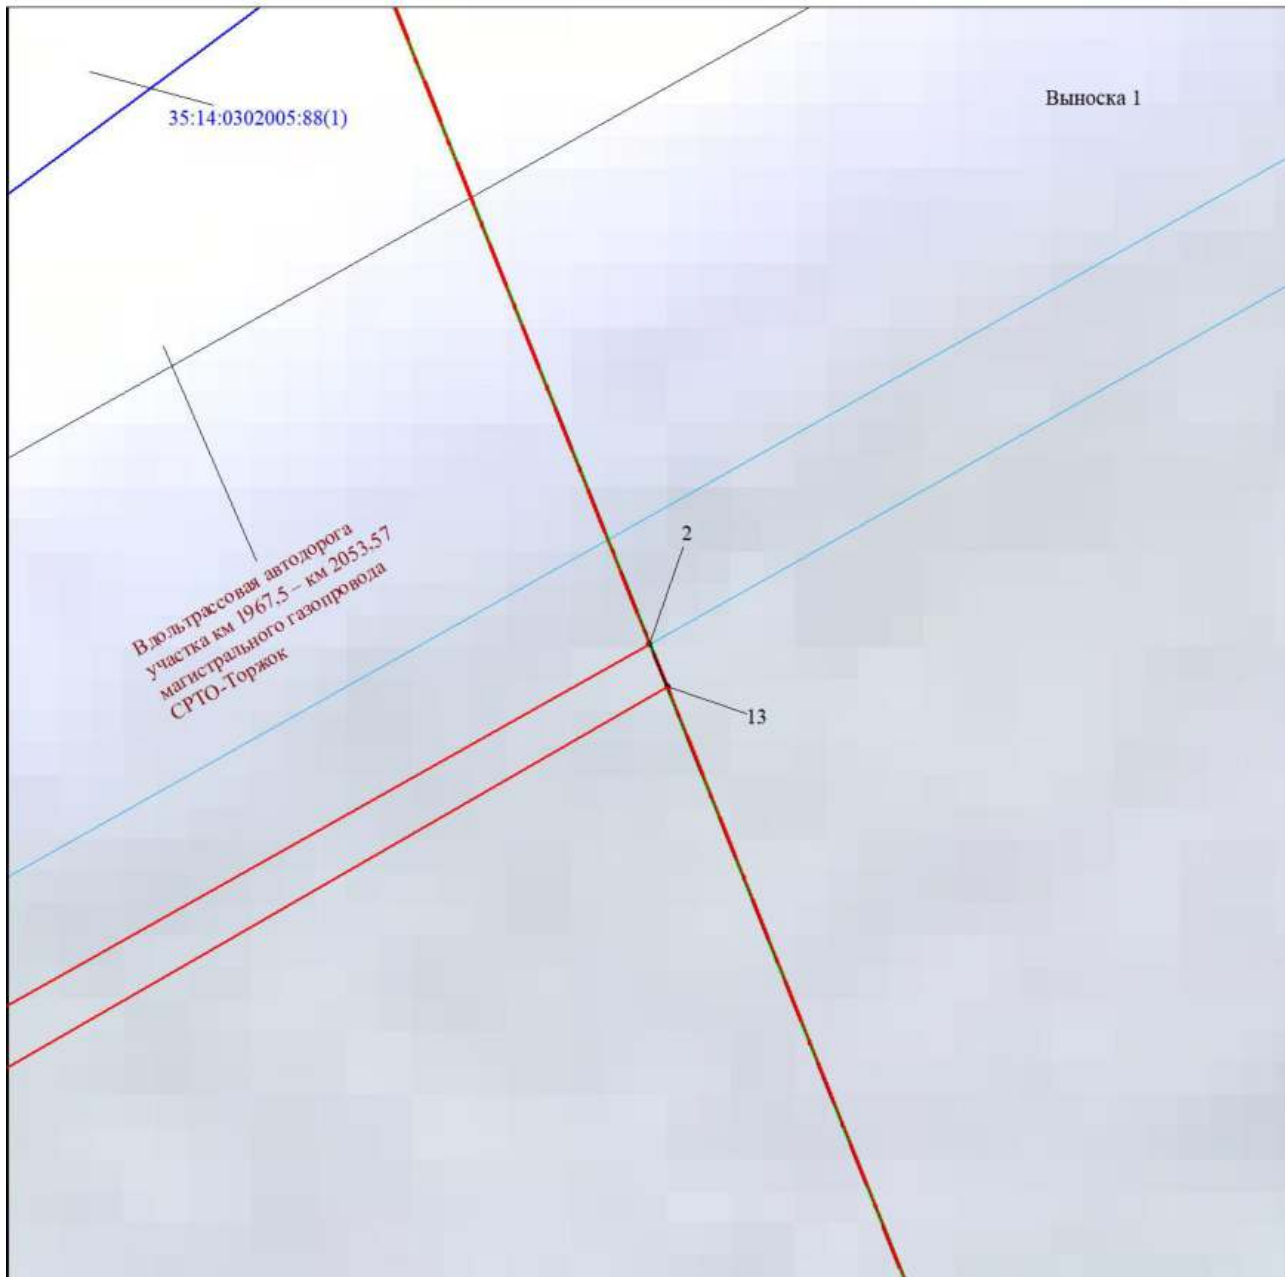 Выноска 1
35:14:0302005:88(1)
Вдольтрассовая автодорога
участка км 1967,5 – км 2053,57
магистрального газопровода
СРТО-Торжок
2
13